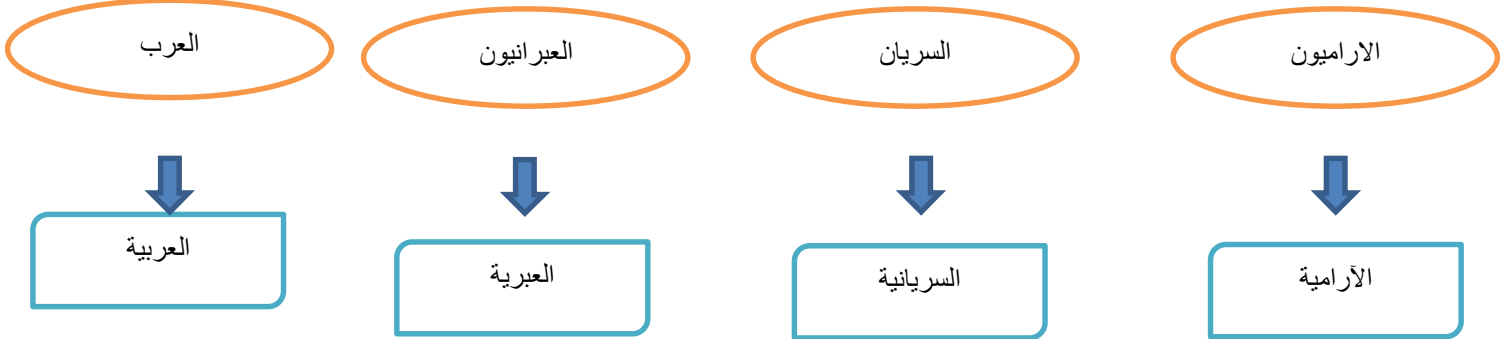 الاراميون
السريان
العبرانيون
العرب
الآرامية
السريانية
العبرية
العربية